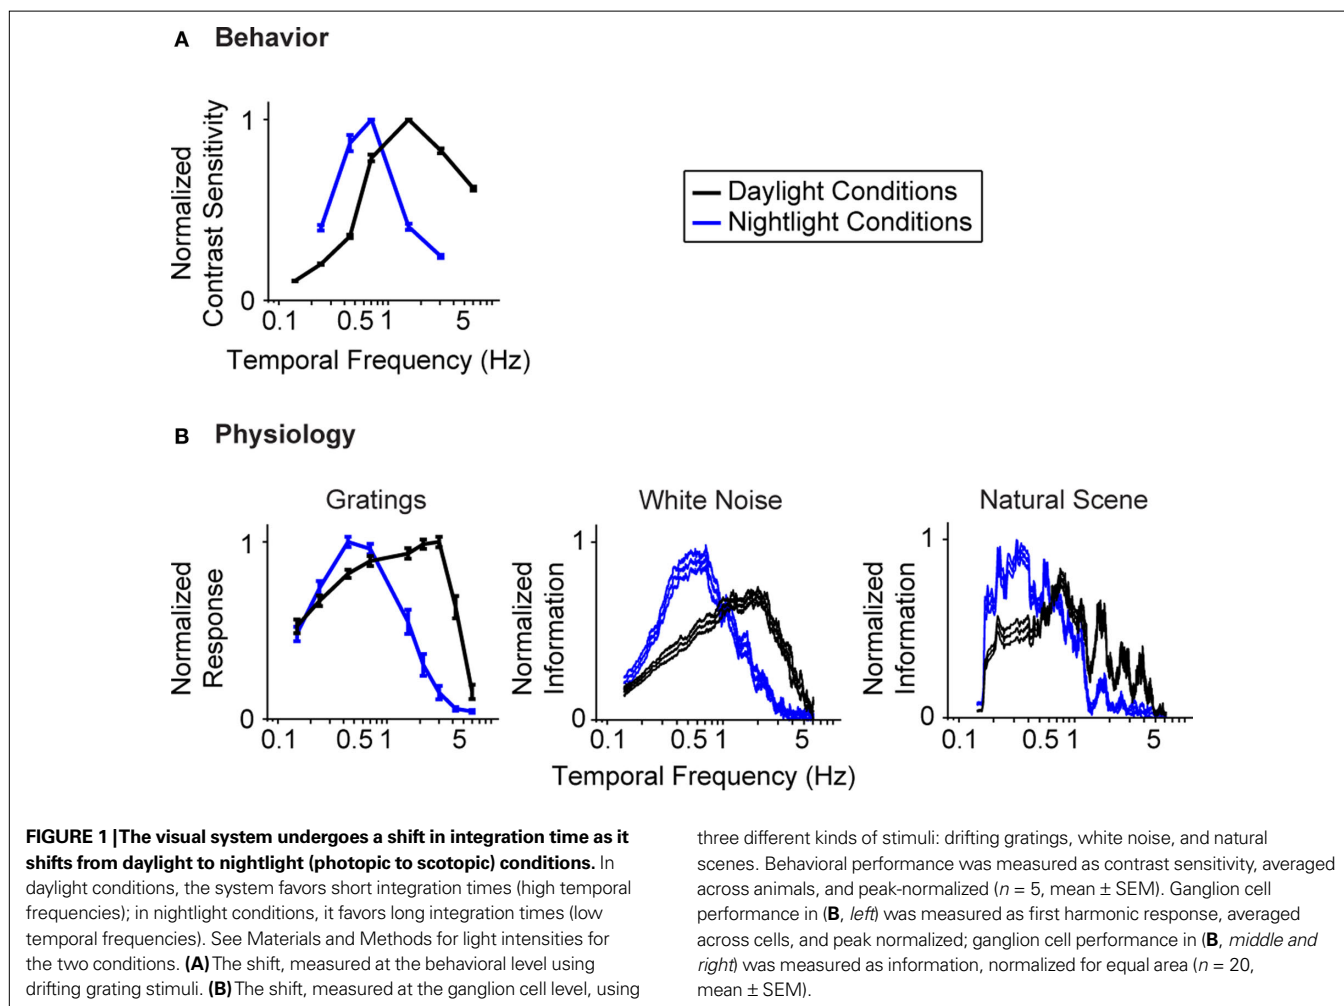 A Behavior
1
0
Normalized
Contrast Sensitivity
0.1 0.5 1 5
Temporal Frequency (Hz)
Daylight Conditions
Nightlight Conditions
B Physiology
Gratings
1
0
Normalized
Response
0.1 0.5 1 5
White Noise
1
0
Normalized
Information
0.1 0.5 1 5
Natural Scene
1
0
Normalized
Information
0.1 0.5 1 5
Temporal Frequency (Hz)
FIGURE 1 | The visual system undergoes a shift in integration time as it
shifts from daylight to nightlight (photopic to scotopic) conditions. In
daylight conditions, the system favors short integration times (high temporal
frequencies); in nightlight conditions, it favors long integration times (low
temporal frequencies). See Materials and Methods for light intensities for
the two conditions. (A) The shift, measured at the behavioral level using
drifting grating stimuli. (B) The shift, measured at the ganglion cell level, using
three different kinds of stimuli: drifting gratings, white noise, and natural
scenes. Behavioral performance was measured as contrast sensitivity, averaged
across animals, and peak-normalized (n = 5, mean ± SEM). Ganglion cell
performance in (B, left) was measured as first harmonic response, averaged
across cells, and peak normalized; ganglion cell performance in (B, middle and
right) was measured as information, normalized for equal area (n = 20,
mean ± SEM).